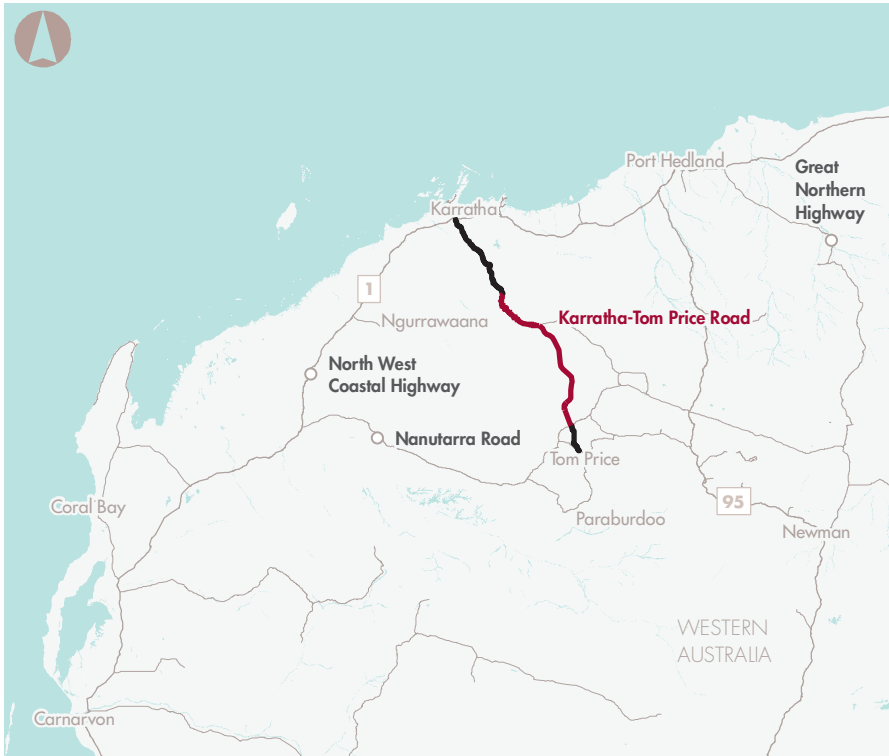 Port Hedland
Great
Northern
Highway
Karratha
1
Ngurrawaana
Karratha-Tom Price Road
North West
Coastal Highway
Nanutarra Road
Tom Price
95
Coral Bay
Paraburdoo
Newman
WESTERN
AUSTRALIA
Carnarvon